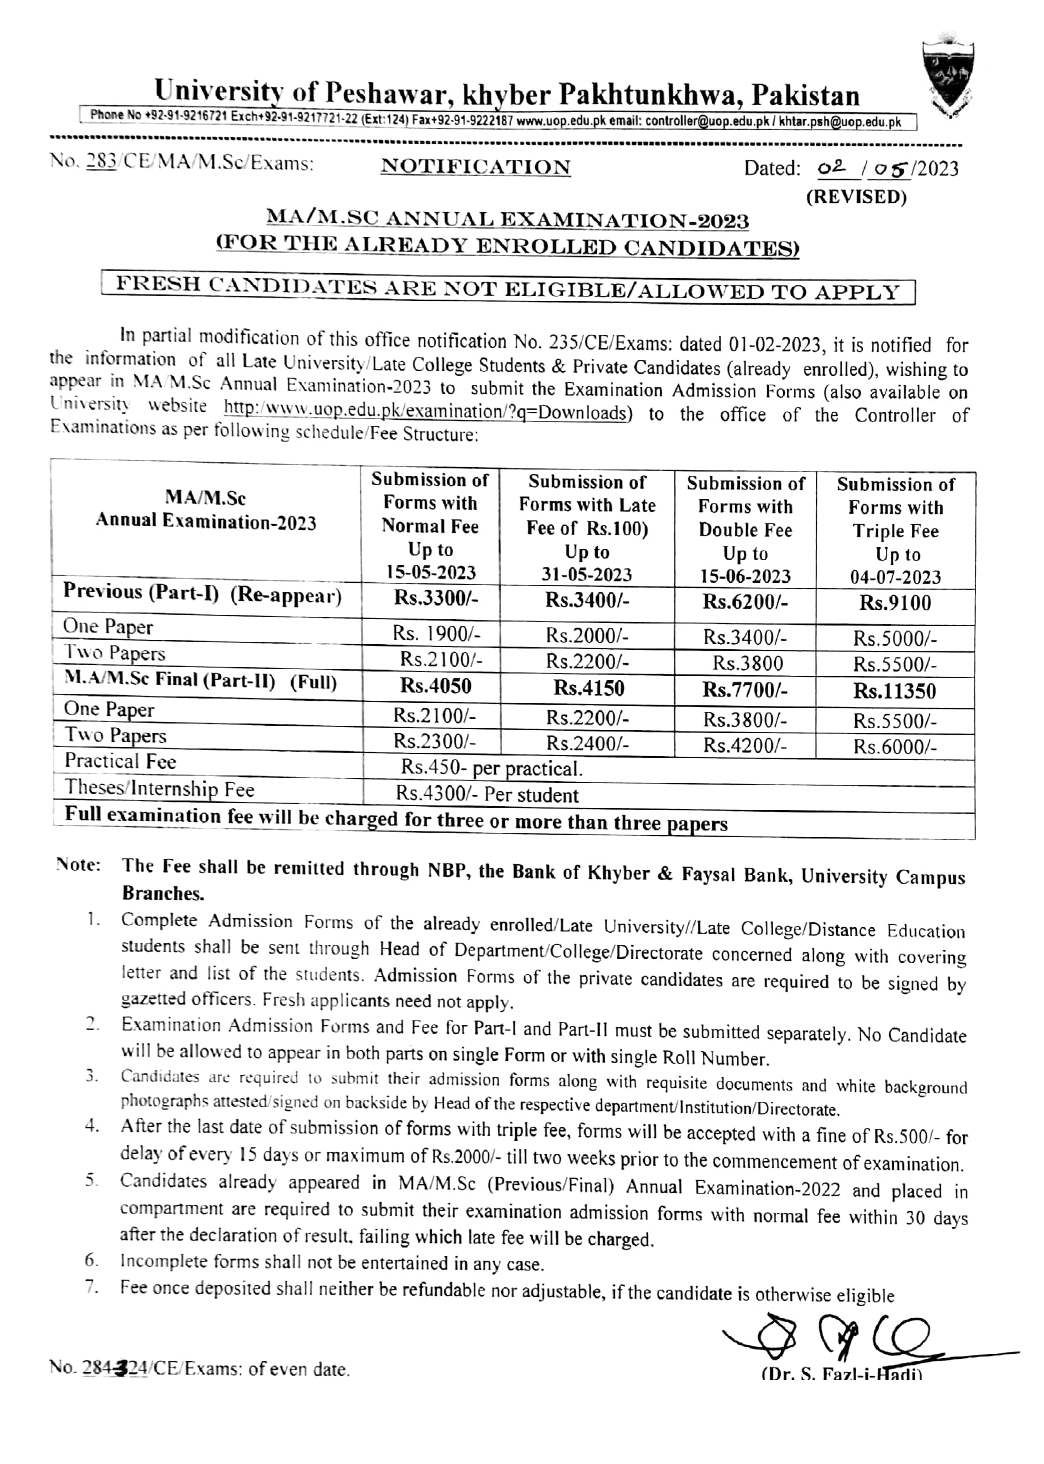 University of Peshawar, khyber Pakhtunkhwa, Pakistan
Phone No +92-91-9216721 Exch+92-91-9217721-22 (Ext:124) Fax+92-91-9222187 www.uop.edu.pk email: controller@uop.edu.pk / khtar.psh@uop.edu.pk
No. 283/CE/MA/M.Sc/Exams: NOTIFICATION Dated: 02 / 05 /2023
(REVISED)
MA/M.SC ANNUAL EXAMINATION-2023
(FOR THE ALREADY ENROLLED CANDIDATES)
FRESH CANDIDATES ARE NOT ELIGIBLE/ALLOWED TO APPLY
In partial modification of this office notification No. 235/CE/Exams: dated 01-02-2023, it is notified for
the information of all Late University/Late College Students & Private Candidates (already enrolled), wishing to
appear in MA/M.Sc Annual Examination-2023 to submit the Examination Admission Forms (also available on
University website http:/www.uop.edu.pk/examination/?q=Downloads) to the office of the Controller of
Examinations as per following schedule/Fee Structure:
MA/M.Sc
Annual Examination-2023
Submission of
Forms with
Normal Fee
Up to
15-05-2023
Submission of
Forms with Late
Fee of Rs.100)
Up to
31-05-2023
Submission of
Forms with
Double Fee
Up to
15-06-2023
Submission of
Forms with
Triple Fee
Up to
04-07-2023
Previous (Part-I) (Re-appear) Rs.3300/- Rs.3400/- Rs.6200/- Rs.9100
One Paper Rs. 1900/- Rs.2000/- Rs.3400/- Rs.5000/-
Two Papers Rs.2100/- Rs.2200/- Rs.3800 Rs.5500/-
M.A/M.Sc Final (Part-II) (Full) Rs.4050 Rs.4150 Rs.7700/- Rs.11350
One Paper Rs.2100/- Rs.2200/- Rs.3800/- Rs.5500/-
Two Papers Rs.2300/- Rs.2400/- Rs.4200/- Rs.6000/-
Practical Fee Rs.450- per practical.
Theses/Internship Fee Rs.4300/- Per student
Full examination fee will be charged for three or more than three papers
Note: The Fee shall be remitted through NBP, the Bank of Khyber & Faysal Bank, University Campus
Branches.
1. Complete Admission Forms of the already enrolled/Late University//Late College/Distance Education
students shall be sent through Head of Department/College/Directorate concerned along with covering
letter and list of the students. Admission Forms of the private candidates are required to be signed by
gazetted officers. Fresh applicants need not apply.
2. Examination Admission Forms and Fee for Part-I and Part-II must be submitted separately. No Candidate
will be allowed to appear in both parts on single Form or with single Roll Number.
3. Candidates are required to submit their admission forms along with requisite documents and white background
photographs attested/signed on backside by Head of the respective department/Institution/Directorate.
4. After the last date of submission of forms with triple fee, forms will be accepted with a fine of Rs.500/- for
delay of every 15 days or maximum of Rs.2000/- till two weeks prior to the commencement of examination.
5. Candidates already appeared in MA/M.Sc (Previous/Final) Annual Examination-2022 and placed in
compartment are required to submit their examination admission forms with normal fee within 30 days
after the declaration of result, failing which late fee will be charged.
6. Incomplete forms shall not be entertained in any case.
7. Fee once deposited shall neither be refundable nor adjustable, if the candidate is otherwise eligible
No. 284-324/CE/Exams: of even date.
(Dr. S. Fazl-i-Hadi)